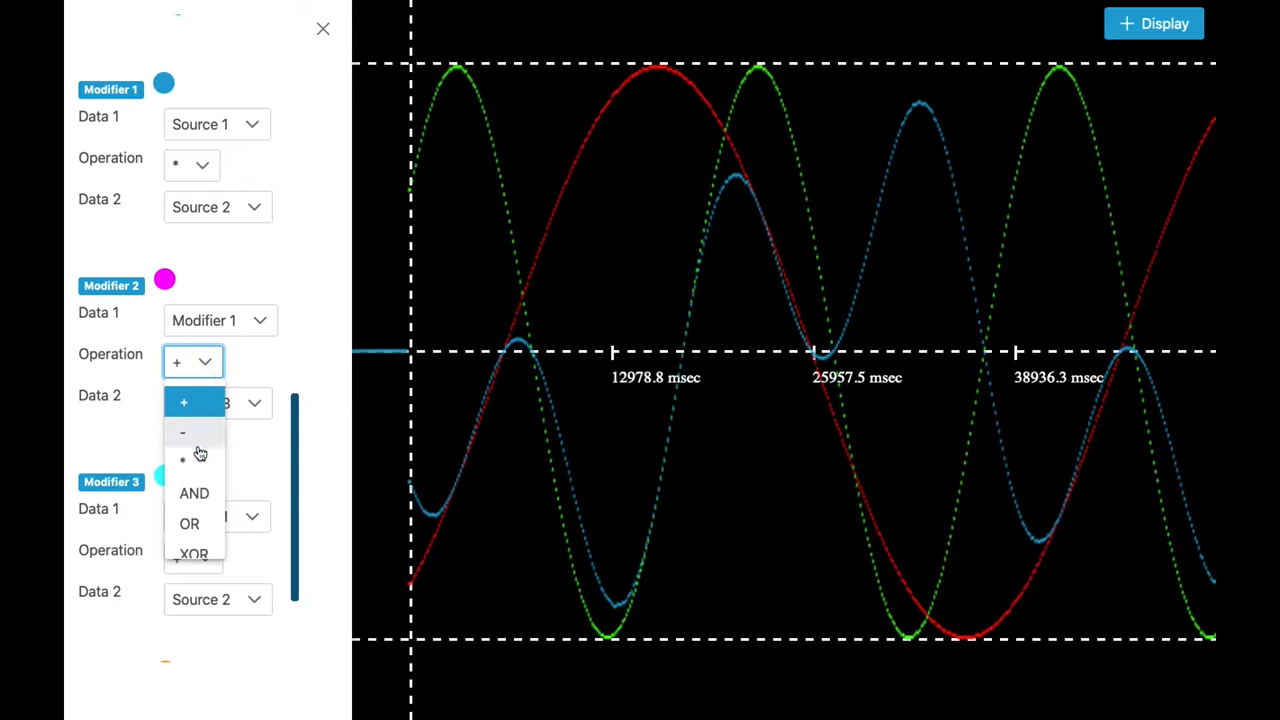 + Display
Modifier 1
Data 1
Source 1
Operation
*
Data 2
Source 2
12978.8 msec
25957.5 msec
38936.3 msec
Modifier 2
Data 1
Modifier 1
Operation
+
Data 2
3
+
-
*
AND
OR
XOR
Modifier 3
Data 1
Operation
+
Data 2
Source 2